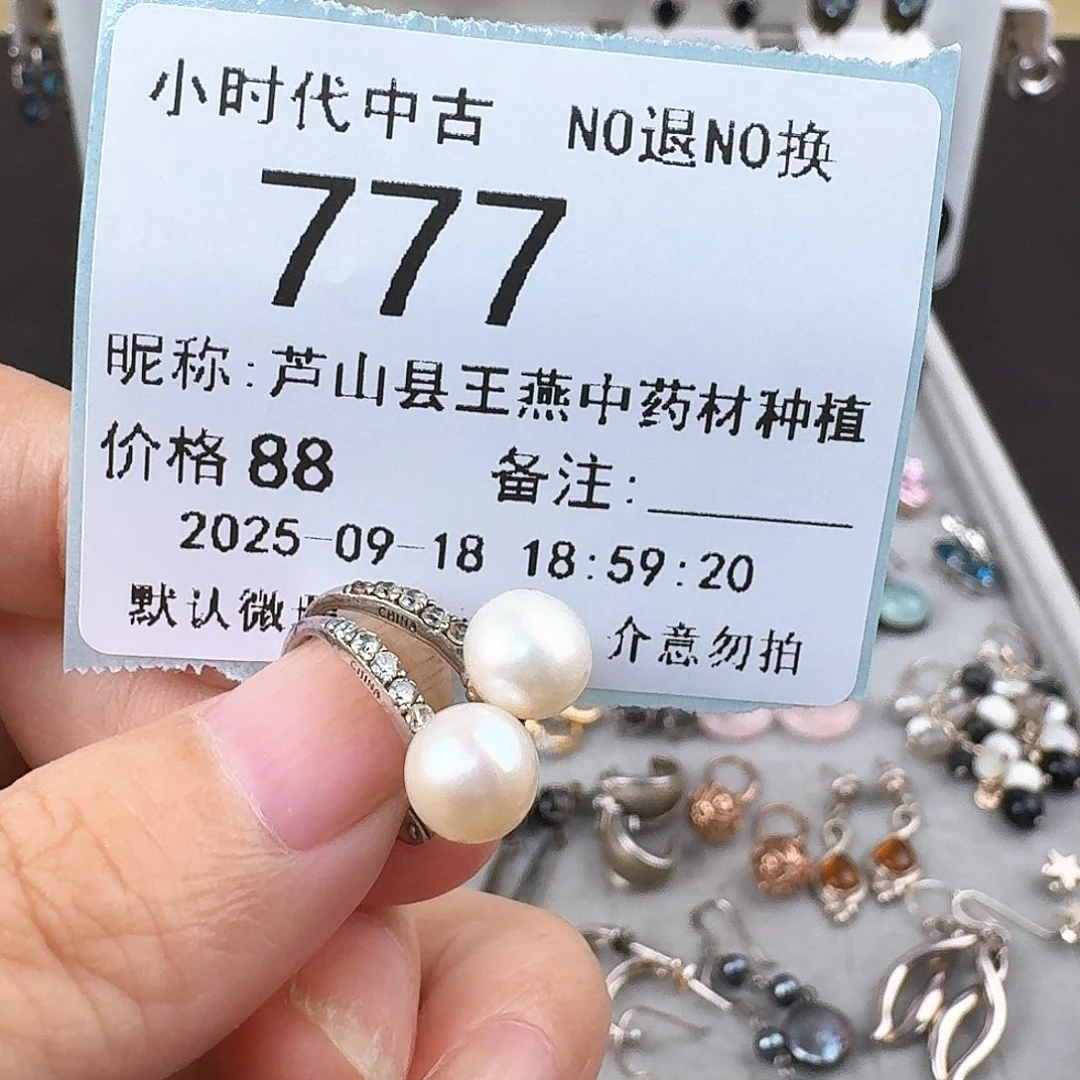 小时代中古 NO退NO换
777
昵称:芦山县王燕中药材种植
价格 88 备注:
2025-09-18 18:59:20
默认微 介意勿拍
CHINA
CHINA